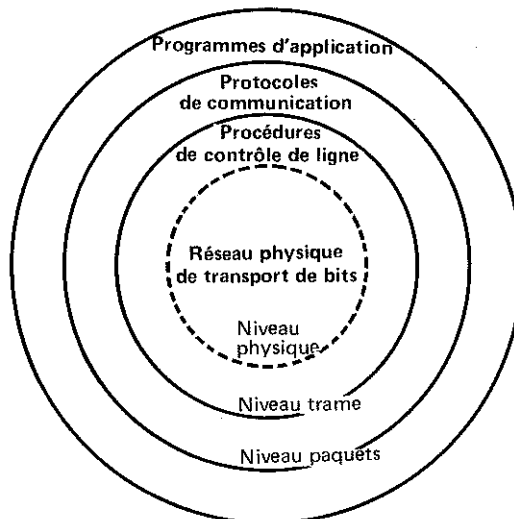 Programmes d'application
Protocoles
de communication
Procédures
de contrôle de ligne
Réseau physique
de transport de bits
Niveau
physique
Niveau trame
Niveau paquets